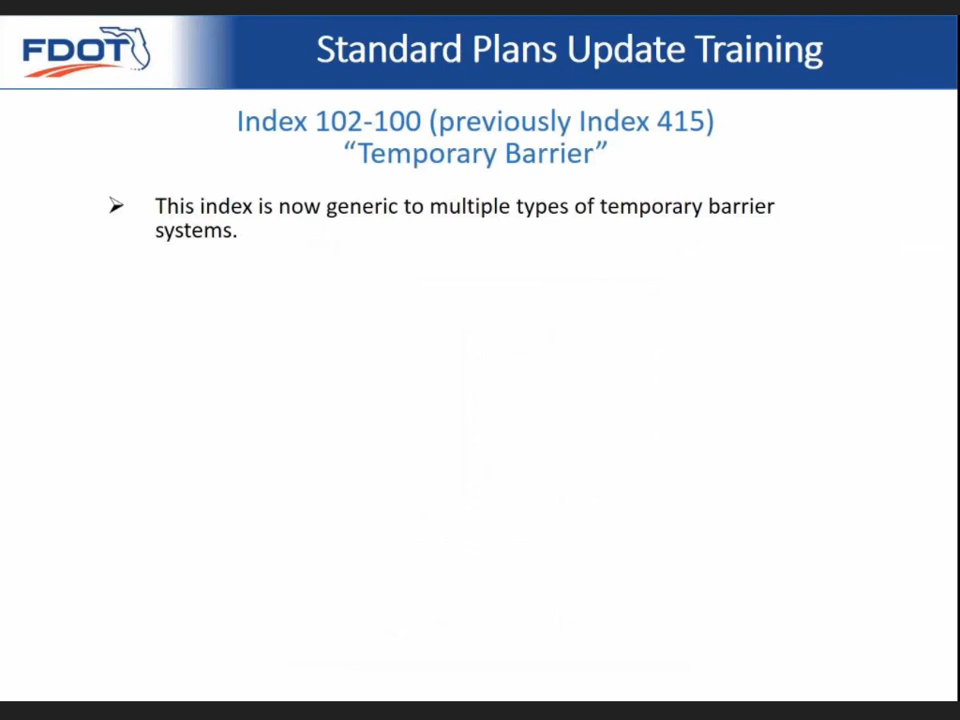 FDOT
Standard Plans Update Training
Index 102-100 (previously Index 415)
“Temporary Barrier”
This index is now generic to multiple types of temporary barrier
systems.